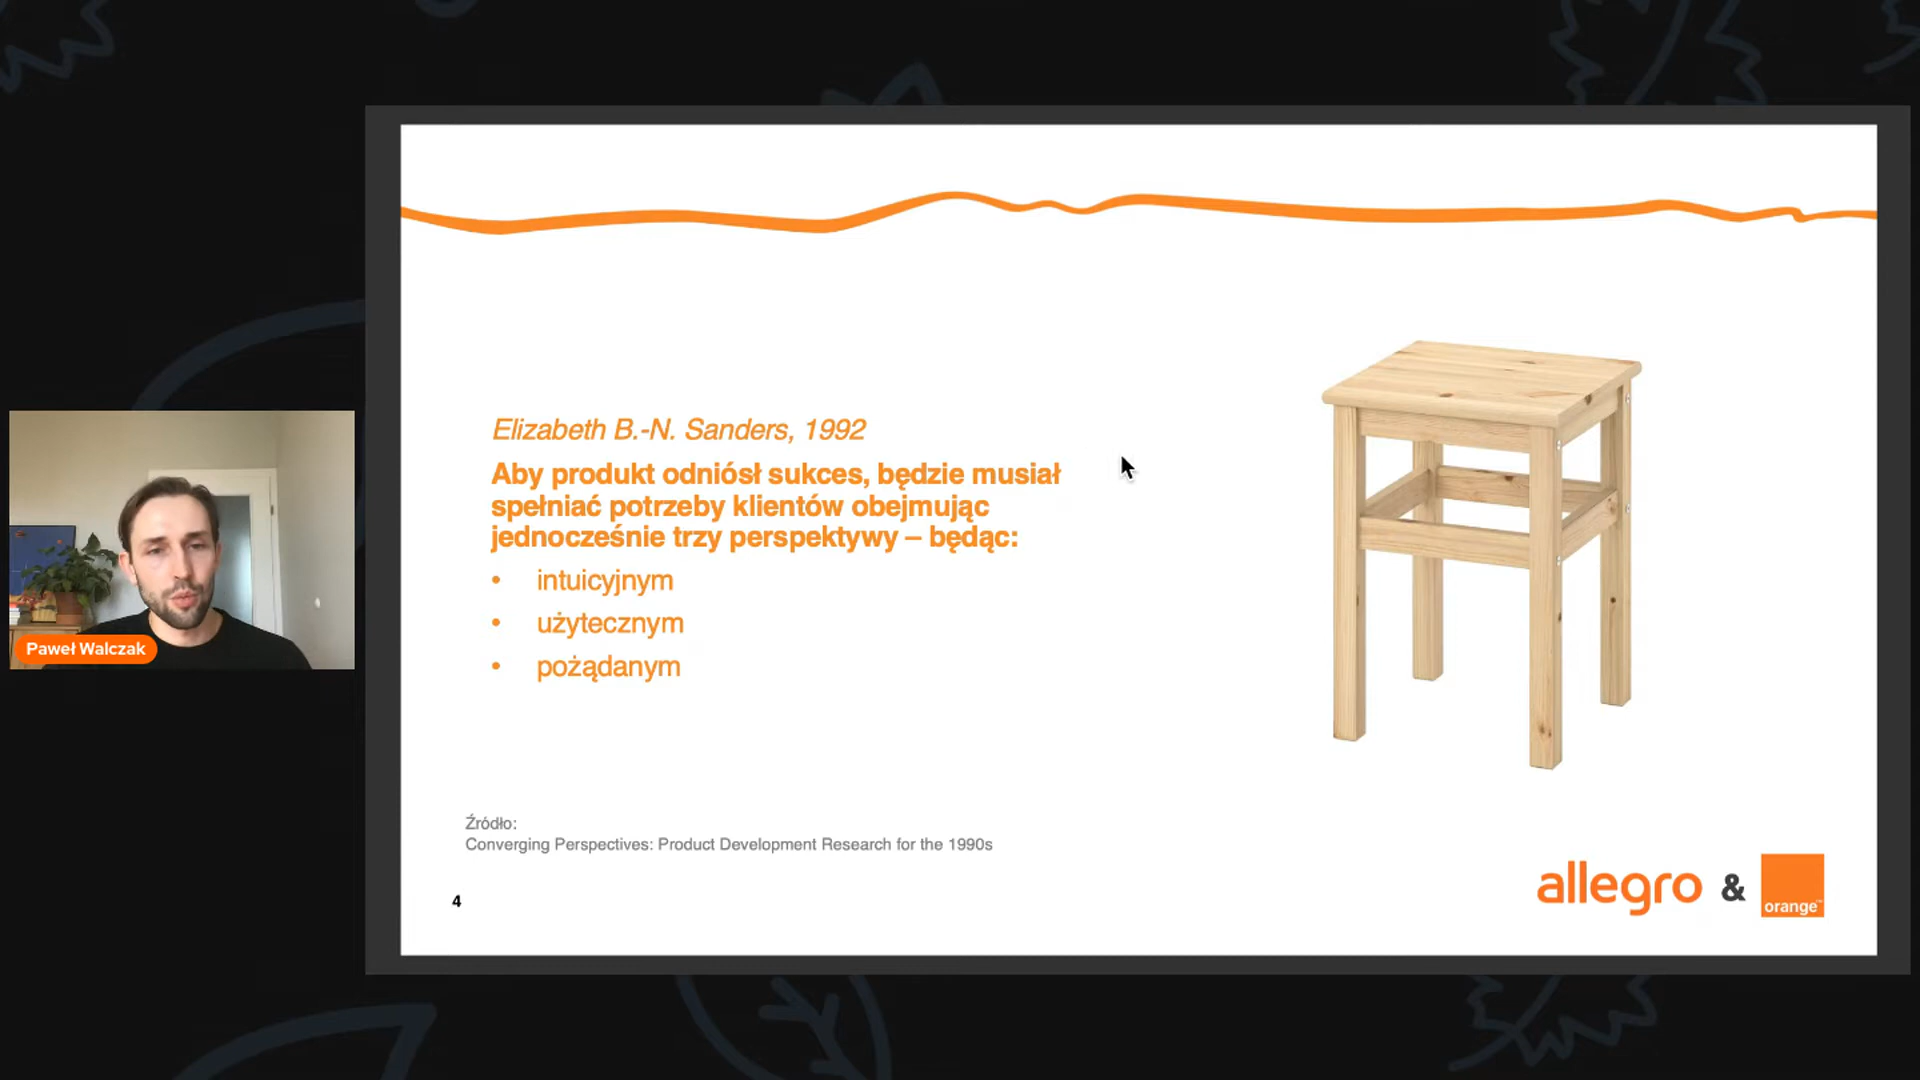 Elizabeth B.-N. Sanders, 1992
Aby produkt odniósł sukces, będzie musiał
spełniać potrzeby klientów obejmując
jednocześnie trzy perspektywy – będąc:
• intuicyjnym
• użytecznym
• pożądanym
Paweł Walczak
Źródło:
Converging Perspectives: Product Development Research for the 1990s
4
allegro & orange™